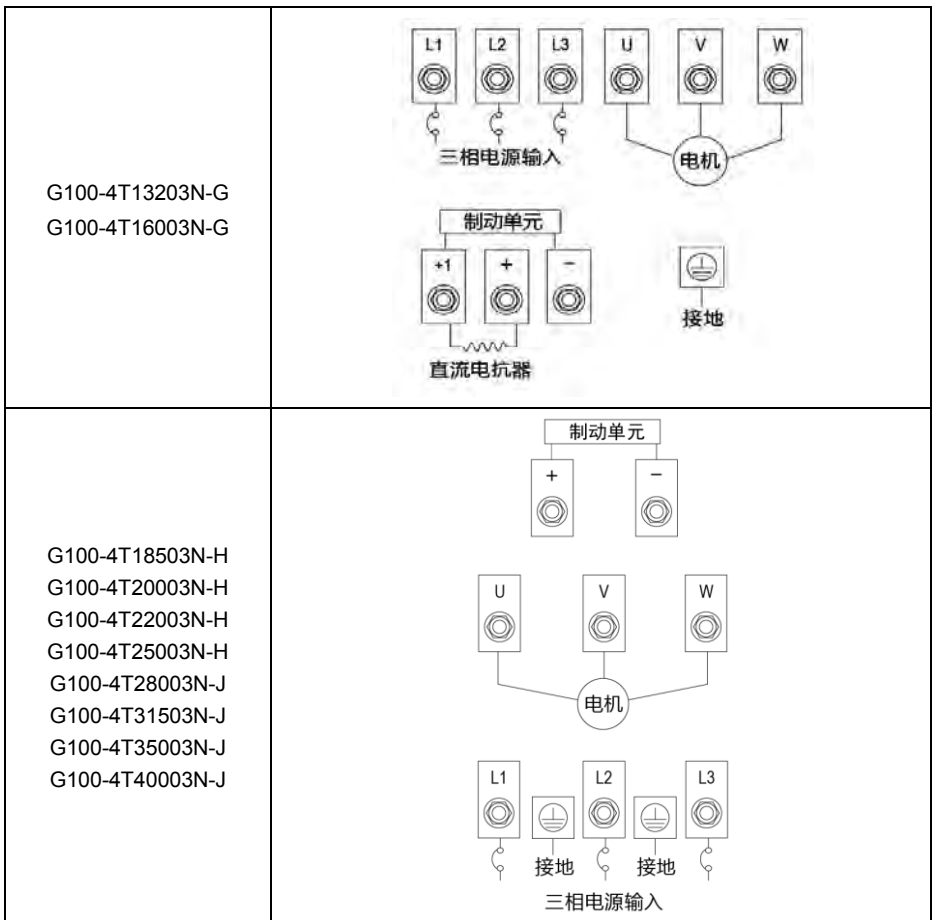 G100-4T13203N-G
G100-4T16003N-G
L1 L2 L3 U V W
三相电源输入
电机
制动单元
+1 + −
直流电抗器
接地
G100-4T18503N-H
G100-4T20003N-H
G100-4T22003N-H
G100-4T25003N-H
G100-4T28003N-J
G100-4T31503N-J
G100-4T35003N-J
G100-4T40003N-J
制动单元
+ −
U V W
电机
L1 L2 L3
接地 接地
三相电源输入